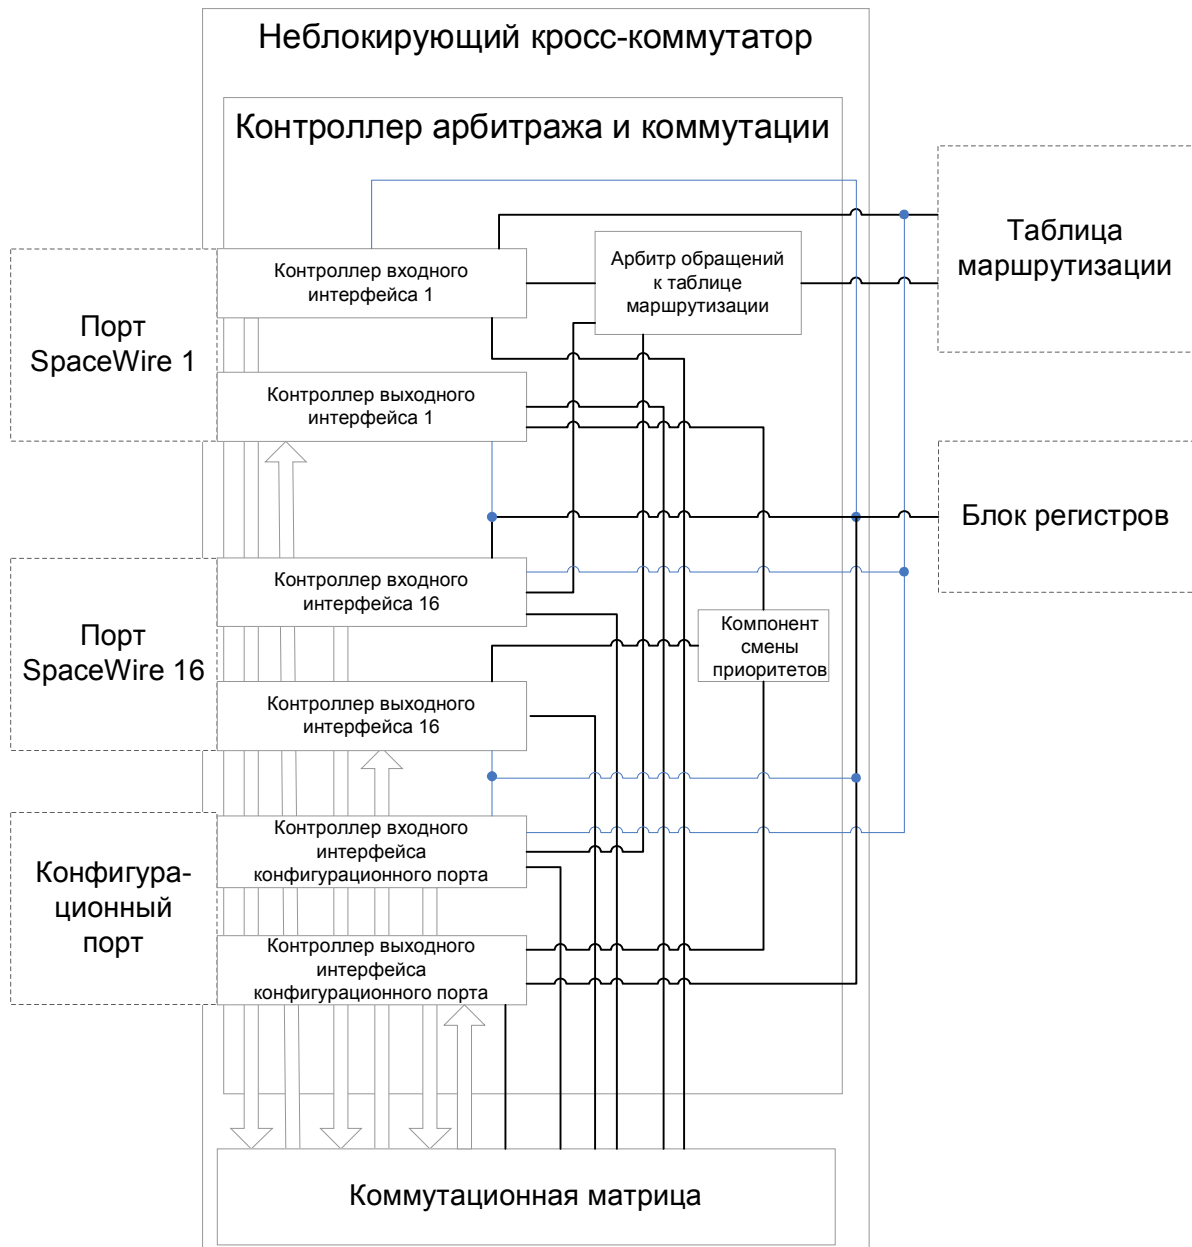 Неблокирующий кросс-коммутатор
Контроллер арбитража и коммутации
Таблица
маршрутизации
Контроллер входного
интерфейса 1
Арбитр обращений
к таблице
маршрутизации
Порт
SpaceWire 1
Контроллер выходного
интерфейса 1
Блок регистров
Контроллер входного
интерфейса 16
Порт
SpaceWire 16
Компонент
смены
приоритетов
Контроллер выходного
интерфейса 16
Контроллер входного
интерфейса
конфигурационного порта
Конфигура-
ционный
порт
Контроллер выходного
интерфейса
конфигурационного порта
Коммутационная матрица